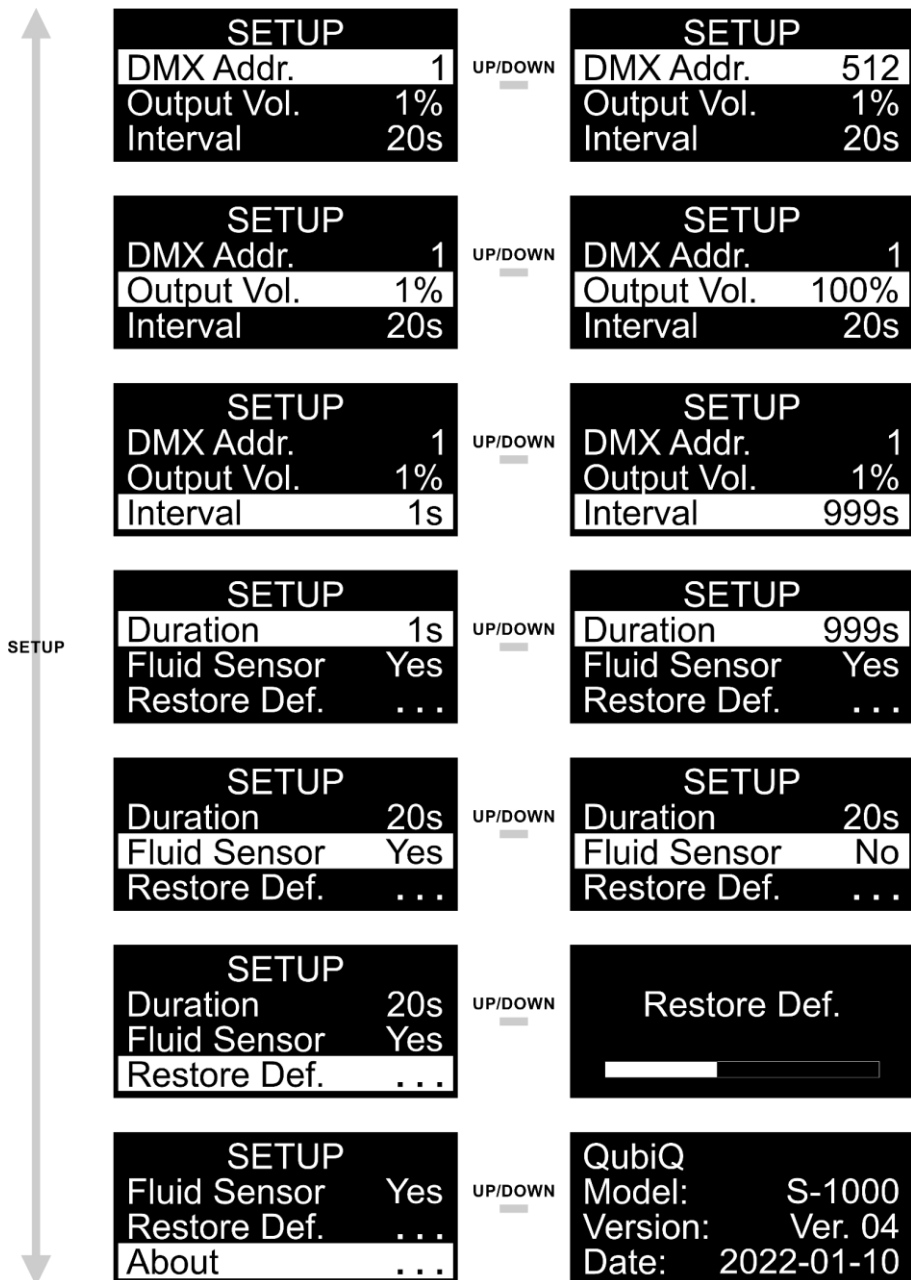 SETUP
DMX Addr. 1
Output Vol. 1%
Interval 20s
UP/DOWN
SETUP
DMX Addr. 512
Output Vol. 1%
Interval 20s
SETUP
DMX Addr. 1
Output Vol. 1%
Interval 20s
UP/DOWN
SETUP
DMX Addr. 1
Output Vol. 100%
Interval 20s
SETUP
DMX Addr. 1
Output Vol. 1%
Interval 1s
UP/DOWN
SETUP
DMX Addr. 1
Output Vol. 1%
Interval 999s
SETUP
SETUP
Duration 1s
Fluid Sensor Yes
Restore Def. ...
UP/DOWN
SETUP
Duration 999s
Fluid Sensor Yes
Restore Def. ...
SETUP
Duration 20s
Fluid Sensor Yes
Restore Def. ...
UP/DOWN
SETUP
Duration 20s
Fluid Sensor No
Restore Def. ...
SETUP
Duration 20s
Fluid Sensor Yes
Restore Def. ...
UP/DOWN
Restore Def.
SETUP
Fluid Sensor Yes
Restore Def. ...
About ...
UP/DOWN
QubiQ
Model: S-1000
Version: Ver. 04
Date: 2022-01-10